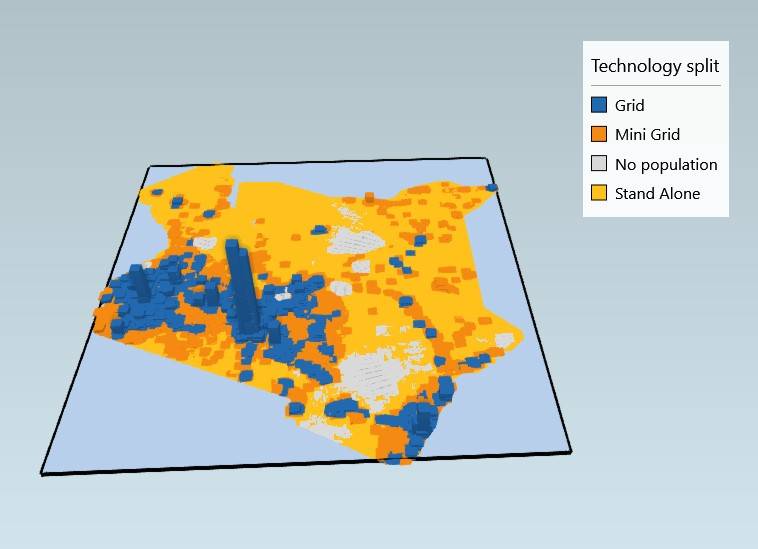 Technology split
Grid
Mini Grid
No population
Stand Alone